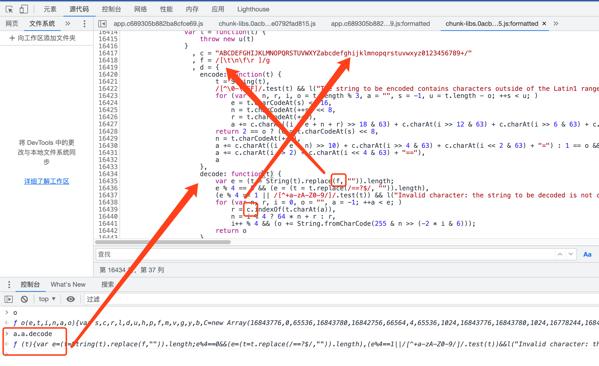 元素 源代码 控制台 内存 性能 网络 应用 安全 Lighthouse
网页 文件系统 app.c689305b882ba8cfce69.js chunk-libs.0acb...e0792fad815.js app.c689305b882...9.js:formatted chunk-libs.0acb...5.js:formatted
+ 向工作区添加文件夹
将 DevTools 中的更改与本地文件系统同步
详细了解工作区
16414 var l = function(t) {
16415 throw new u(t)
16416 }
16417 , c = "ABCDEFGHIJKLMNOPQRSTUVWXYZabcdefghijklmnopqrstuvwxyz0123456789+/"
16418 , f = /[\t\n\f\r ]/g
16419 , d = {
16420 encode: function(t) {
16421 t = String(t),
16422 /[^\0-\xFF]/.test(t) && l("The string to be encoded contains characters outside of the Latin1 range
16423 for (var e, n, r, i, o = t.length % 3, a = "", s = -1, u = t.length - o; ++s < u; )
16424 e = t.charCodeAt(s) << 16,
16425 n = t.charCodeAt(++s) << 8,
16426 r = t.charCodeAt(++s),
16427 a += c.charAt((i = e + n + r) >> 18 & 63) + c.charAt(i >> 12 & 63) + c.charAt(i >> 6 & 63) + c.
16428 return 2 == o ? (e = t.charCodeAt(s) << 8,
16429 n = t.charCodeAt(++s),
16430 a += c.charAt((i = e + n) >> 10) + c.charAt(i >> 4 & 63) + c.charAt(i << 2 & 63) + "=") : 1 == o &&
16431 a += c.charAt(i >> 2) + c.charAt(i << 4 & 63) + "=="),
16432 a
16433 },
16434 decode: function(t) {
16435 var e = (t = String(t).replace(f, "")).length;
16436 e % 4 == 0 && (e = (t = t.replace(/==?$/, "")).length),
16437 (e % 4 == 1 || /[^+a-zA-Z0-9/]/.test(t)) && l("Invalid character: the string to be decoded is not c
16438 for (var n, r, i = 0, o = "", a = -1; ++a < e; )
16439 r = c.indexOf(t.charAt(a)),
16440 n = i % 4 ? 64 * n + r : r,
16441 i++ % 4 && (o += String.fromCharCode(255 & n >> (-2 * i & 6)));
16442 return o
16443 }
查找 Aa
第 16434 行，第 37 列
控制台 What's New 搜索
top 过滤
> o
< ƒ o(e,t,i,n,a,o){var s,c,r,l,d,u,h,p,f,m,v,g,y,b,C=new Array(16843776,0,65536,16843780,16842756,66564,4,65536,1024,16843776,16843780,1024,16778244,16842
> a.a.decode
< ƒ (t){var e=(t=String(t).replace(f,"")).length;e%4==0&&(e=(t=t.replace(/==?$/,"")).length),(e%4==1||/[^+a-zA-Z0-9/]/.test(t))&&l("Invalid character: th